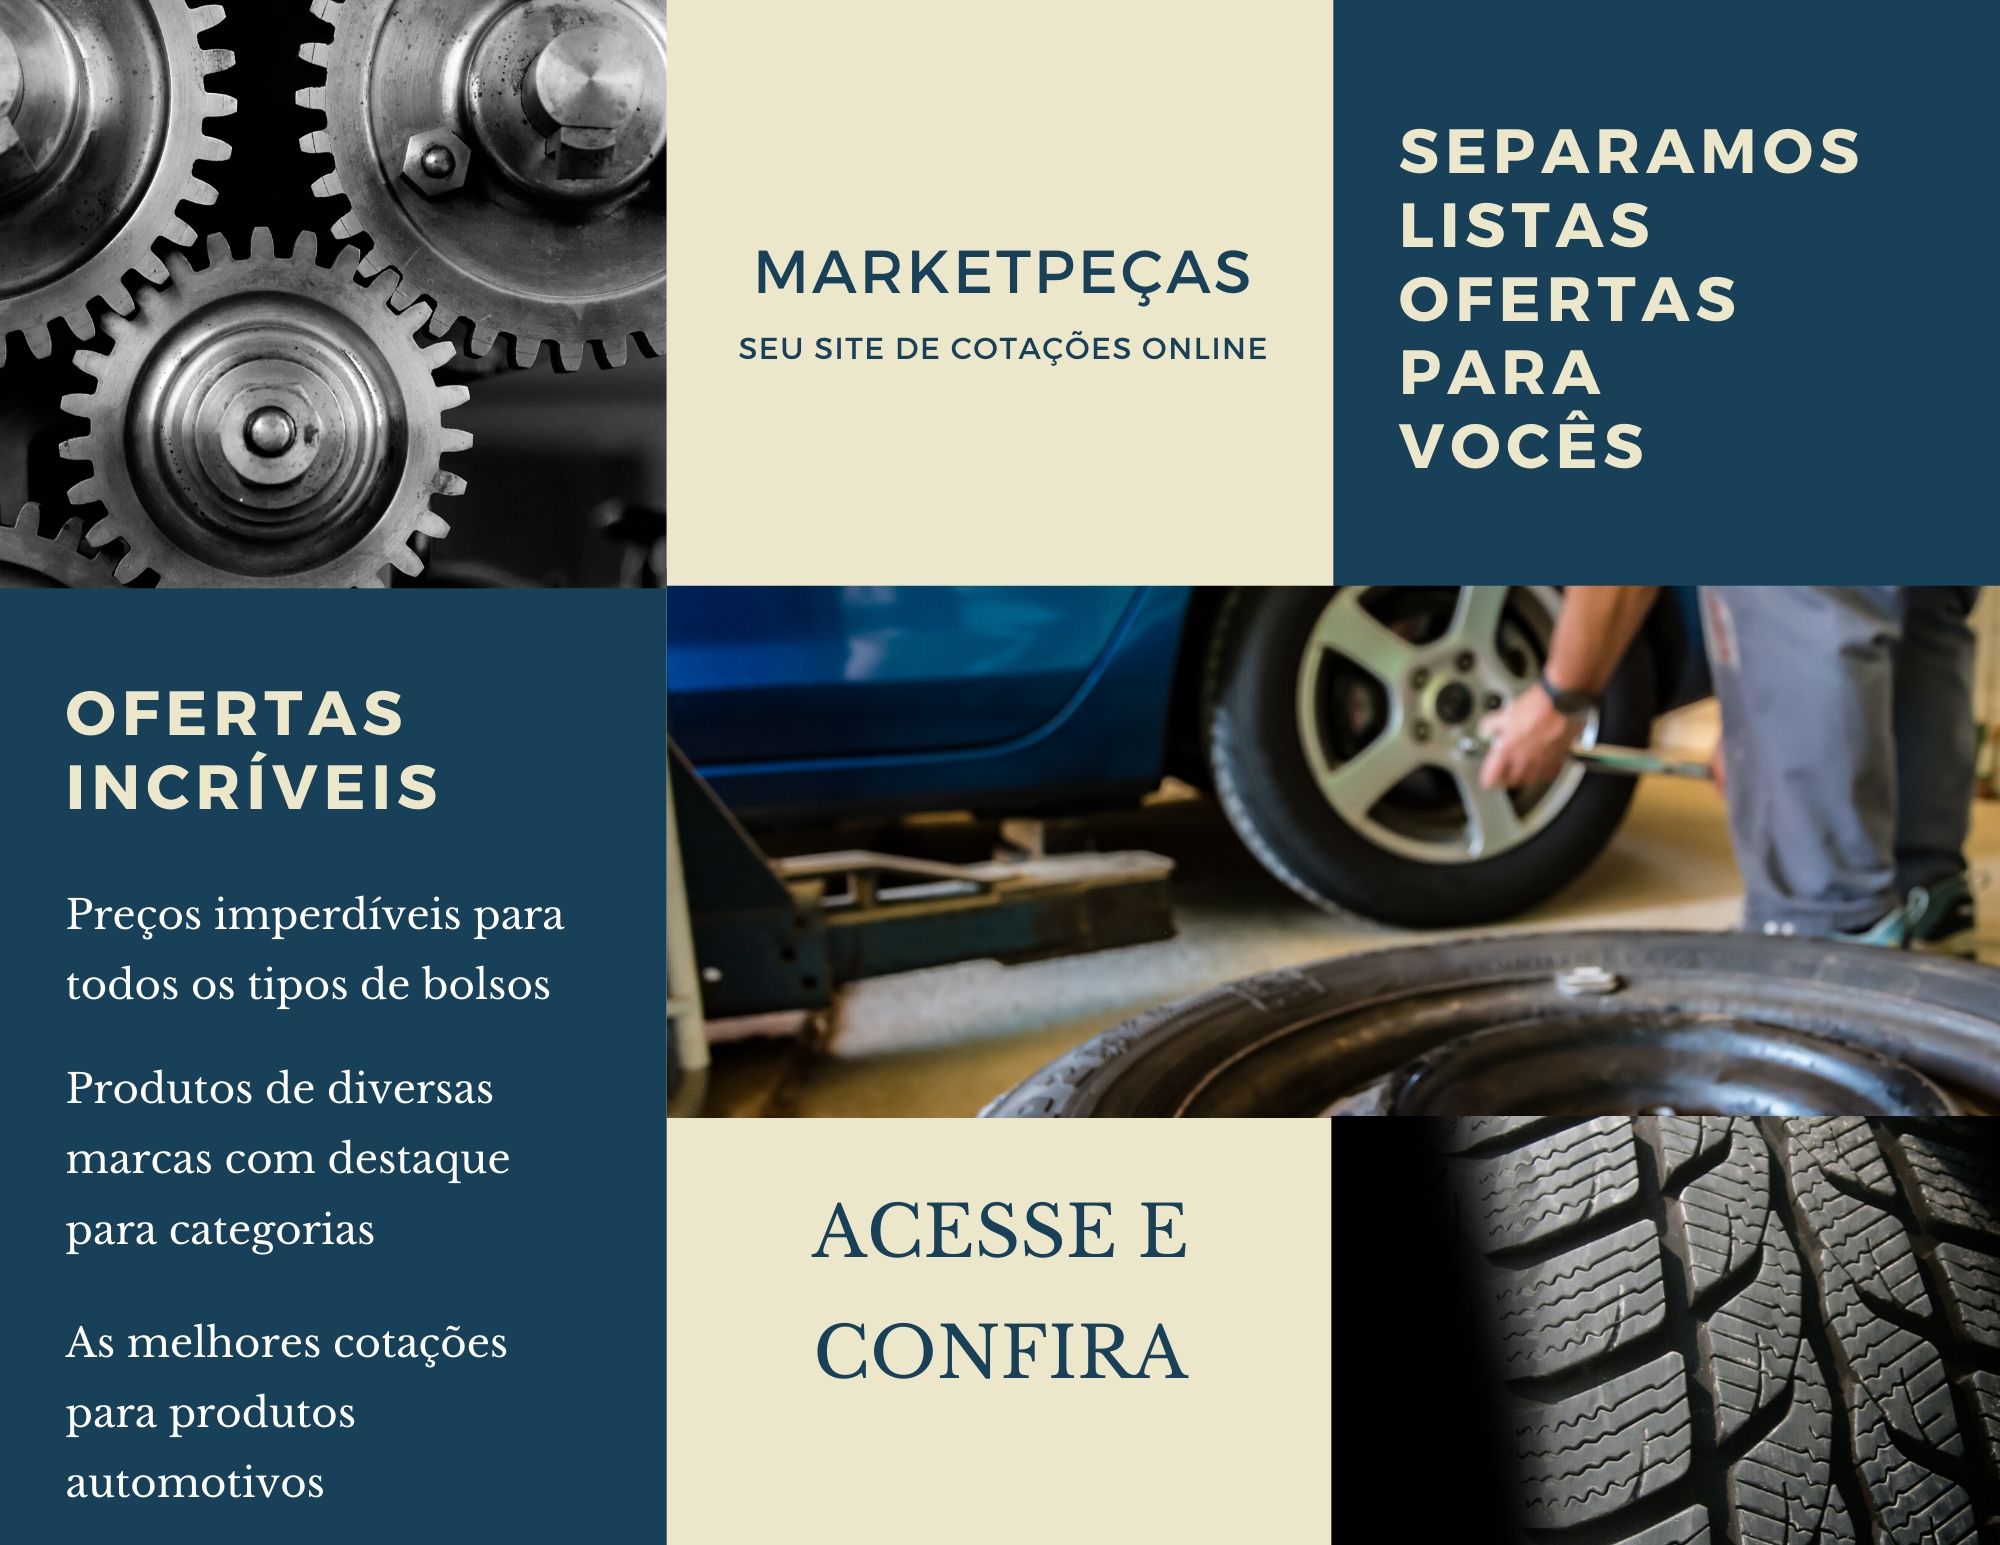 MARKETPEÇAS
SEU SITE DE COTAÇÕES ONLINE
SEPARAMOS
LISTAS
OFERTAS
PARA
VOCÊS
OFERTAS
INCRÍVEIS
Preços imperdíveis para
todos os tipos de bolsos
Produtos de diversas
marcas com destaque
para categorias
As melhores cotações
para produtos
automotivos
ACESSE E
CONFIRA